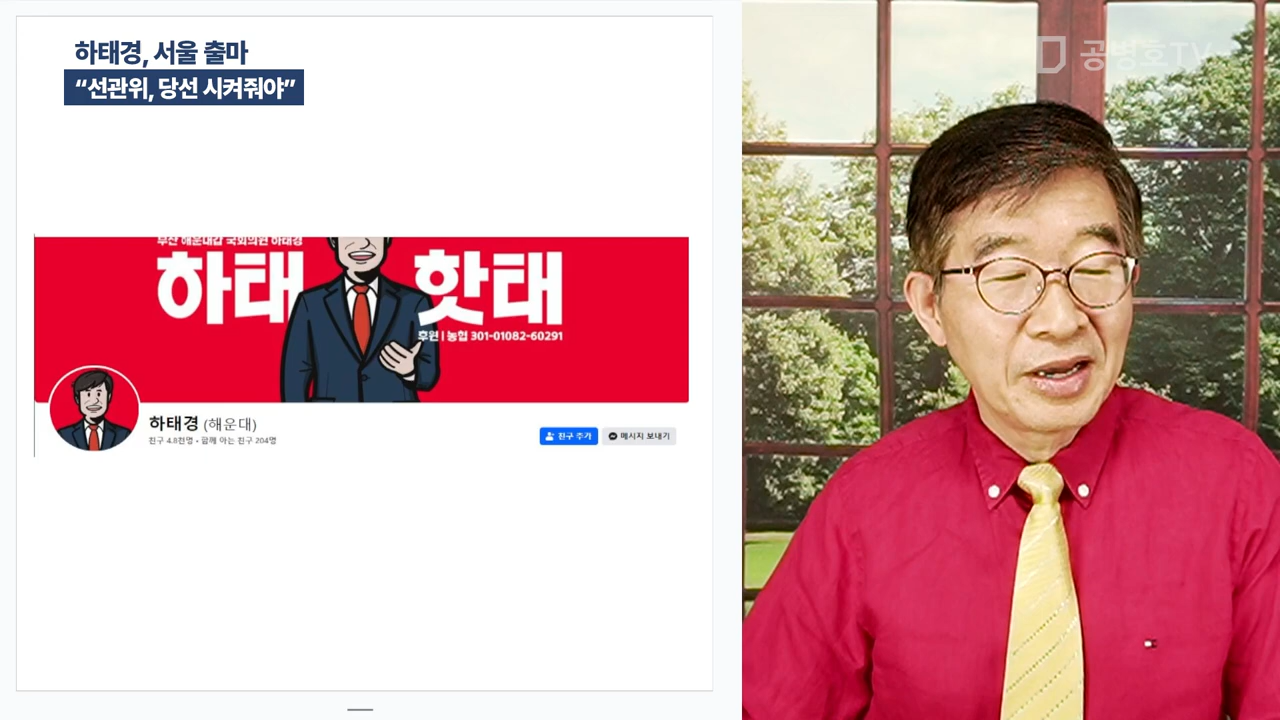 하태경, 서울 출마
“선관위, 당선 시켜줘야”
공병호TV
부산 해운대갑 국회의원 하태경
하태 핫태
후원 | 농협 301-01082-60291
하태경 (해운대)
친구 4.8천명 • 함께 아는 친구 204명
친구 추가
메시지 보내기